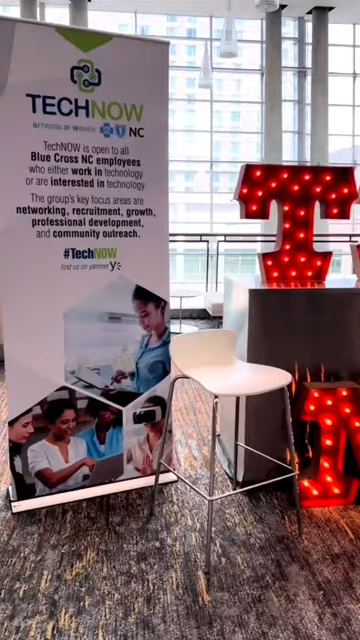 TECHNOW
NETWORK OF WOMEN NC
TechNOW is open to all
Blue Cross NC employees
who either work in technology
or are interested in technology.
The group's key focus areas are
networking, recruitment, growth,
professional development,
and community outreach.
#TechNOW
find us on yammer
T